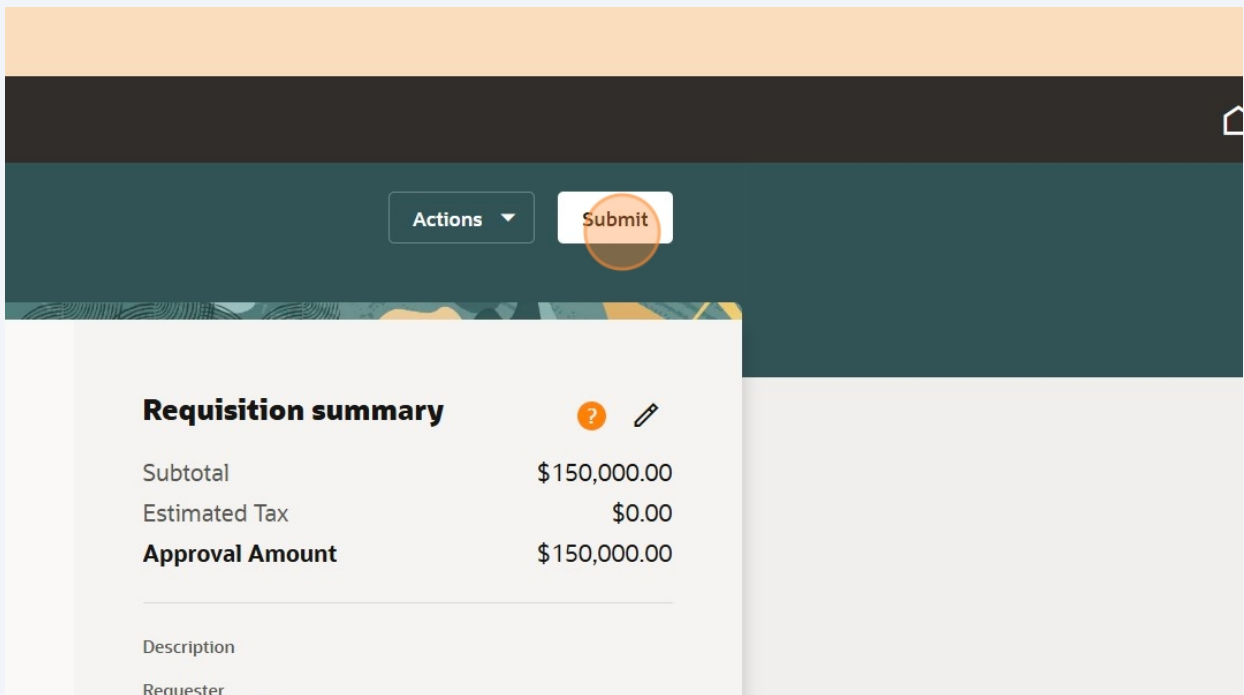 Actions Submit
Requisition summary ?
Subtotal $150,000.00
Estimated Tax $0.00
Approval Amount $150,000.00
Description
Requester